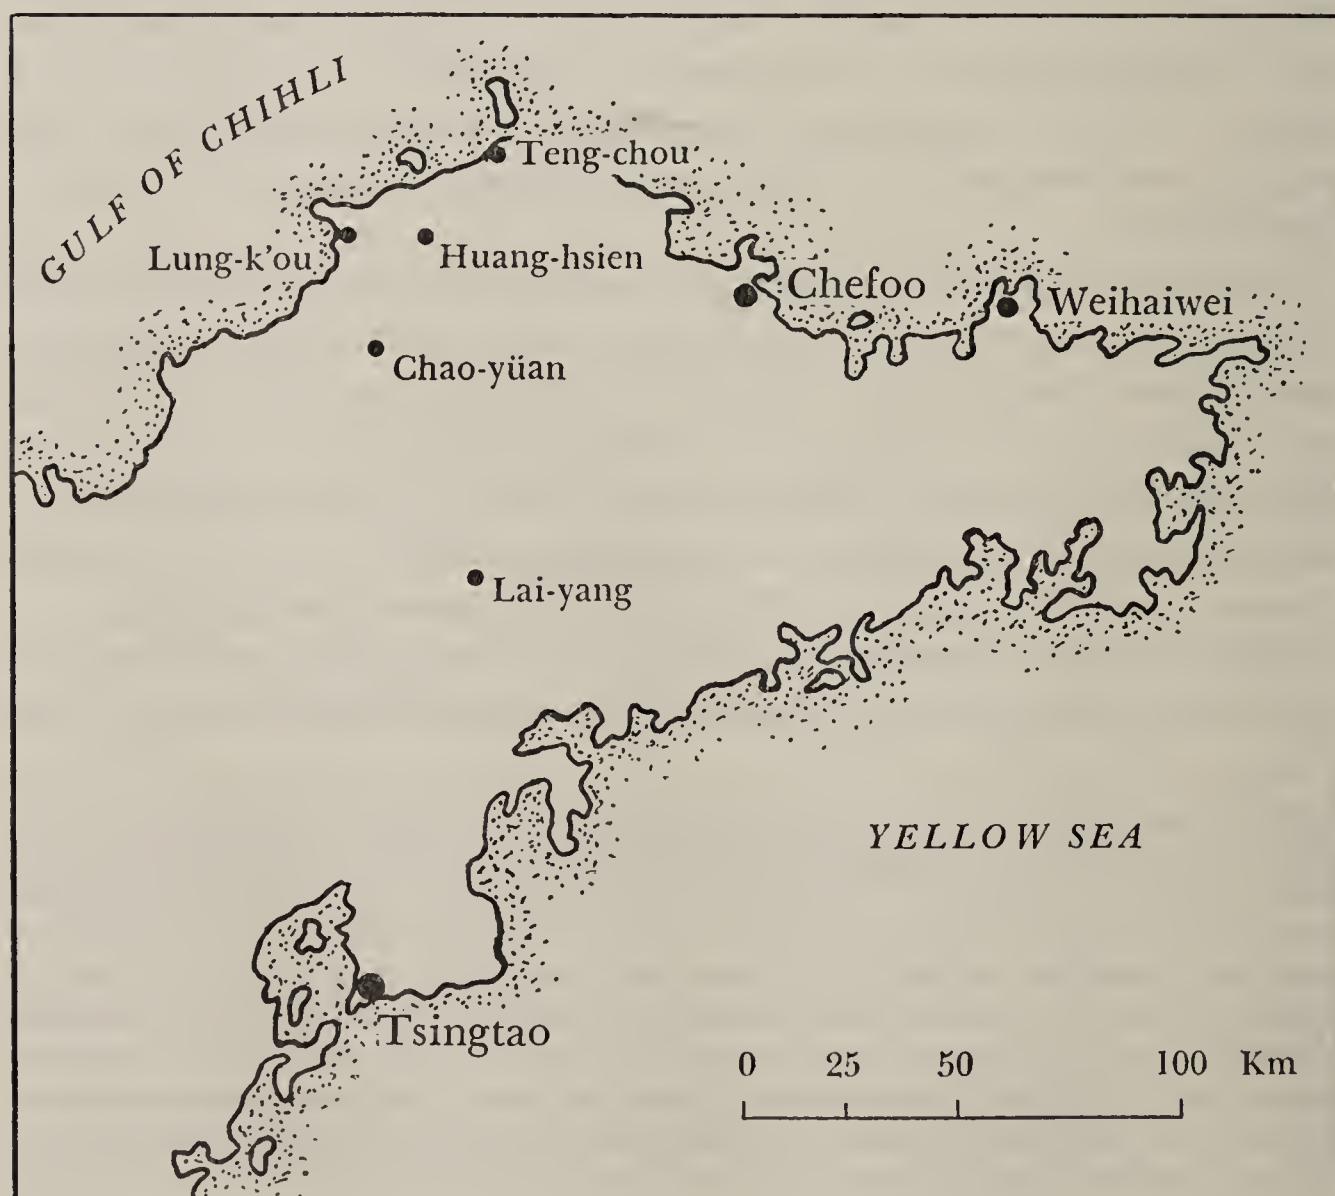 GULF OF CHIHLI
Teng-chou
Lung-k'ou
Huang-hsien
Chefoo
Weihaiwei
Chao-yüan
Lai-yang
YELLOW SEA
Tsingtao
0 25 50 100 Km